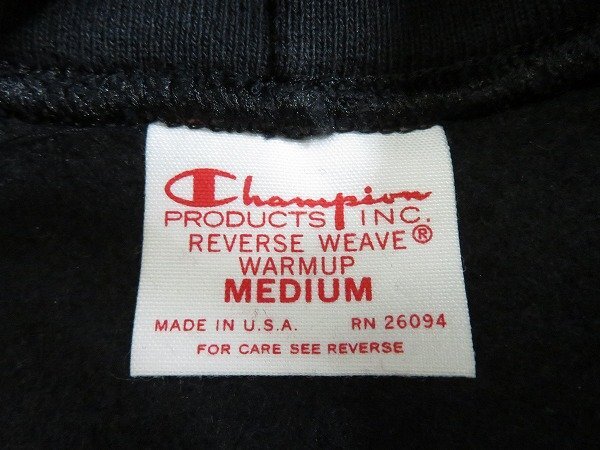 Champion
PRODUCTS INC.
REVERSE WEAVE®
WARMUP
MEDIUM
MADE IN U.S.A. RN 26094
FOR CARE SEE REVERSE